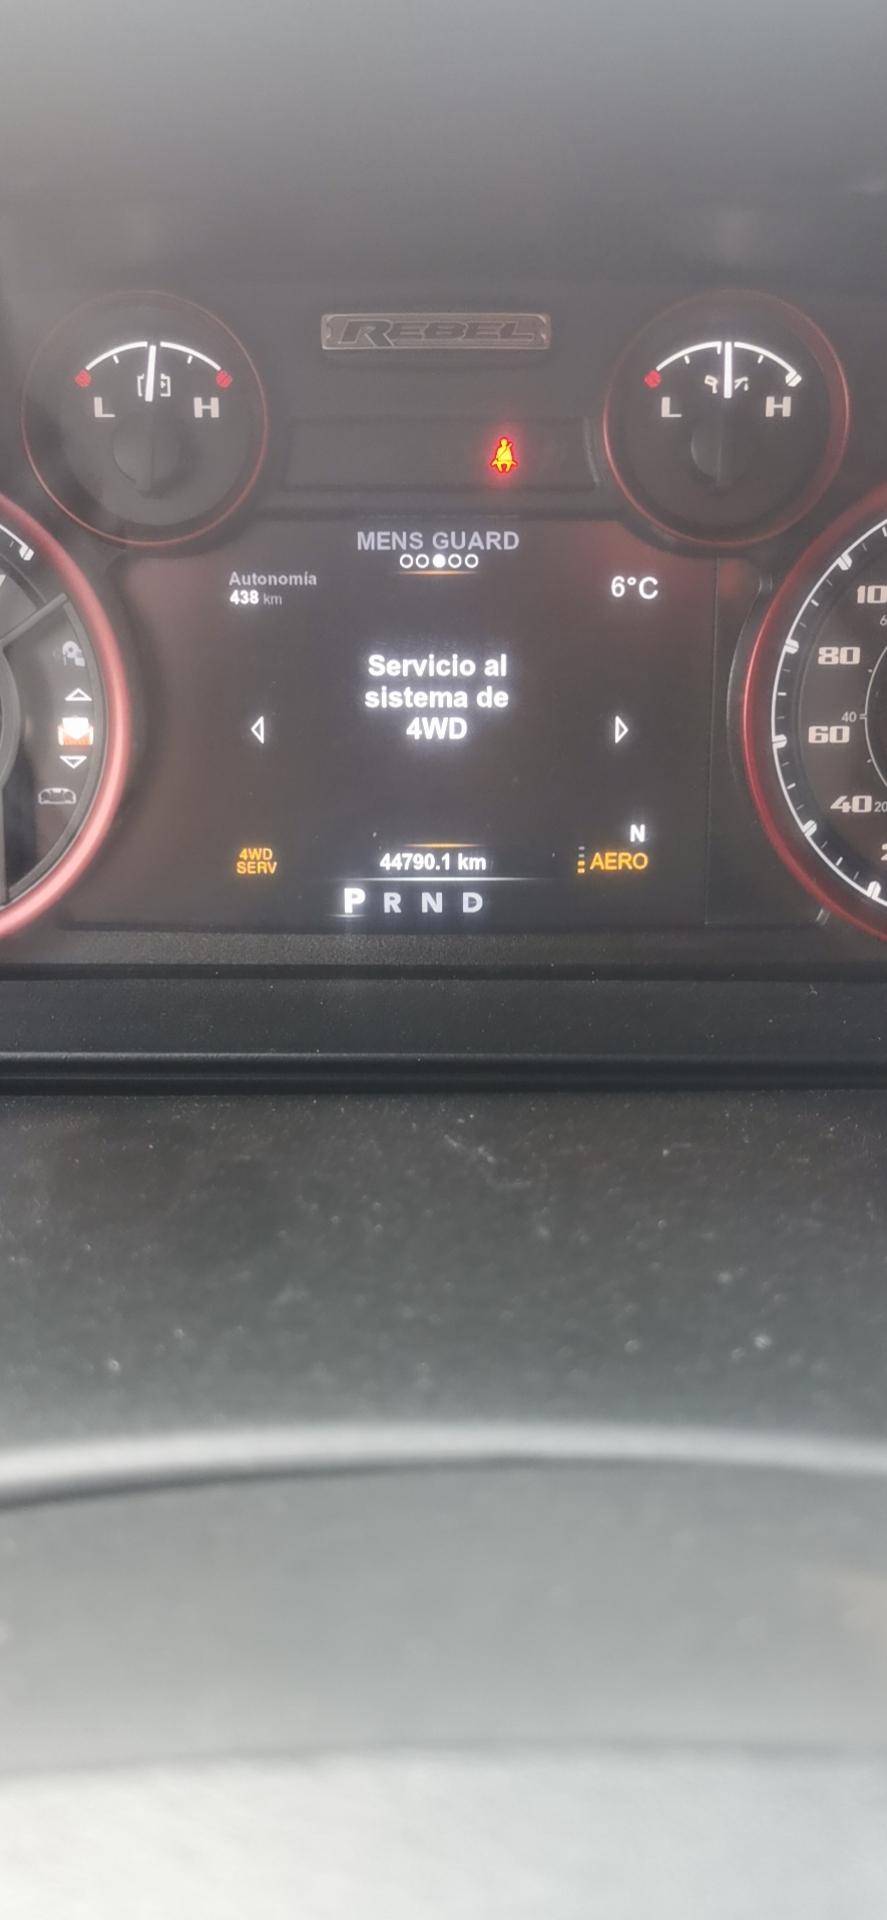 REBEL
L H
L H
MENS GUARD
Autonomía
438 km
6°C
Servicio al
sistema de
4WD
N
4WD
SERV
44790.1 km
AERO
P R N D
80
60
40
40
20